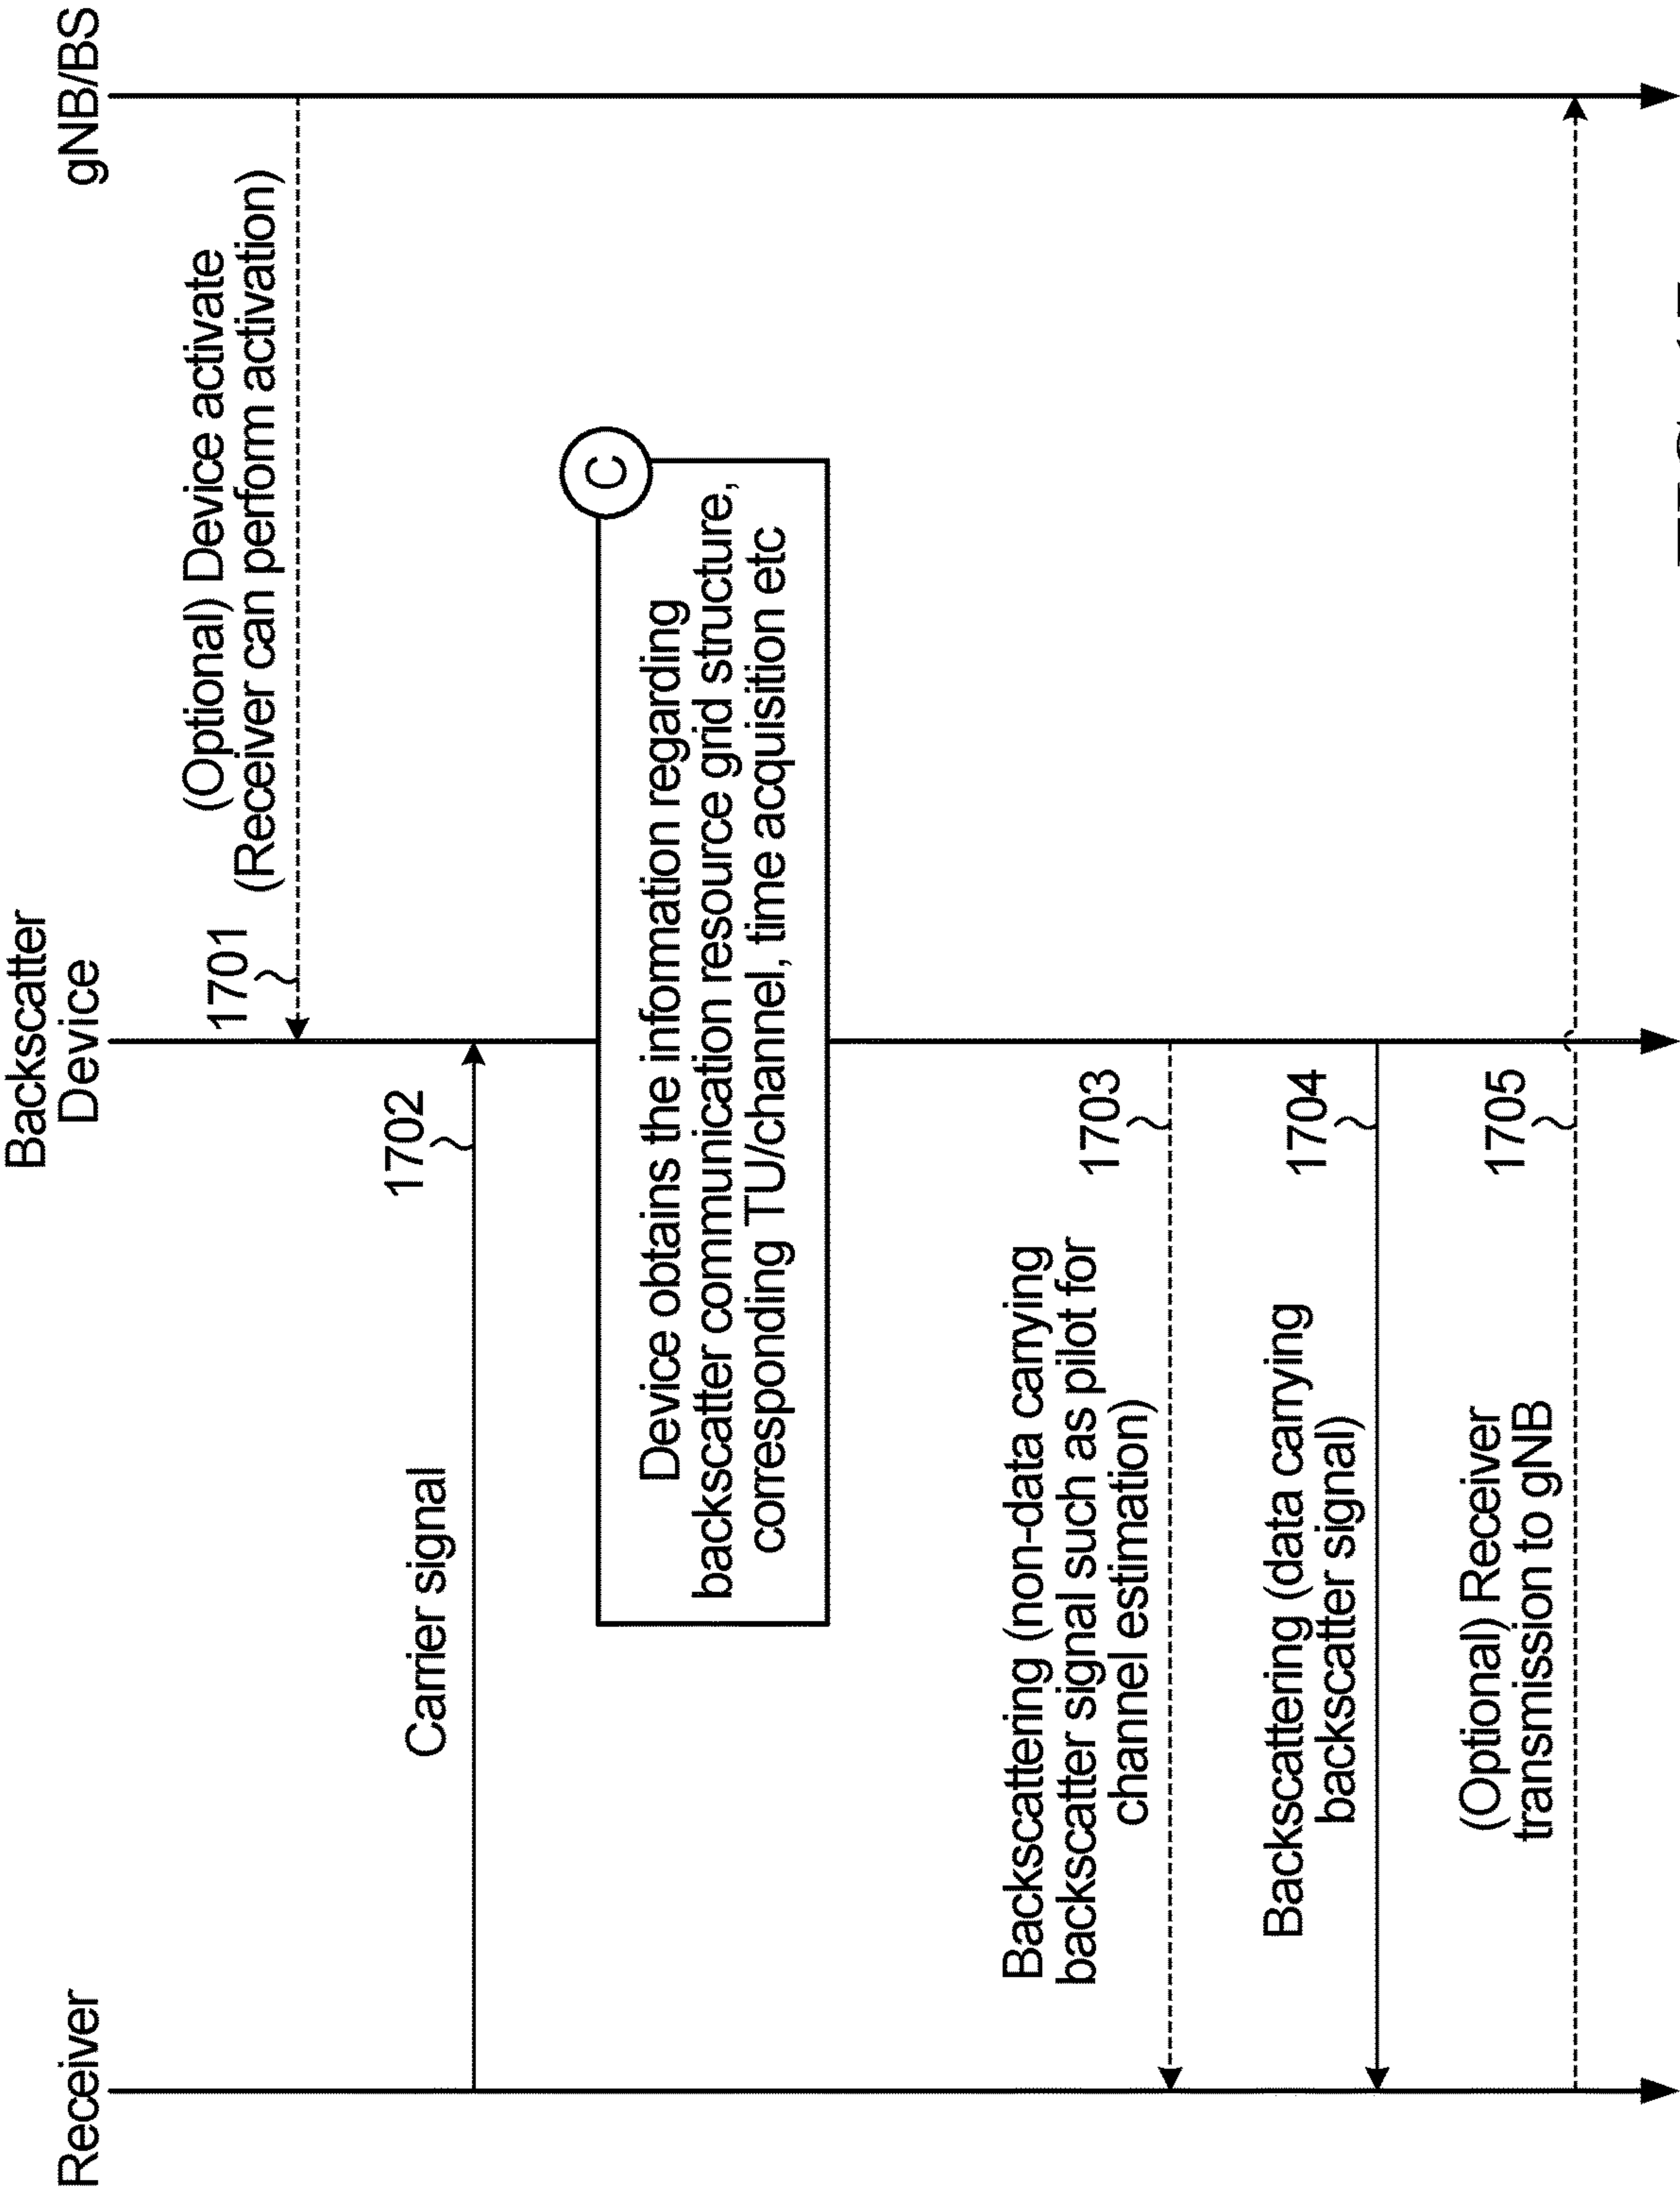 Receiver
Backscatter
Device
gNB/BS
(Optional) Device activate
(Receiver can perform activation)
1701
Carrier signal
1702
C
Device obtains the information regarding
backscatter communication resource grid structure,
corresponding TU/channel, time acquisition etc
Backscattering (non-data carrying
backscatter signal such as pilot for
channel estimation)
1703
Backscattering (data carrying
backscatter signal)
1704
(Optional) Receiver
transmission to gNB
1705